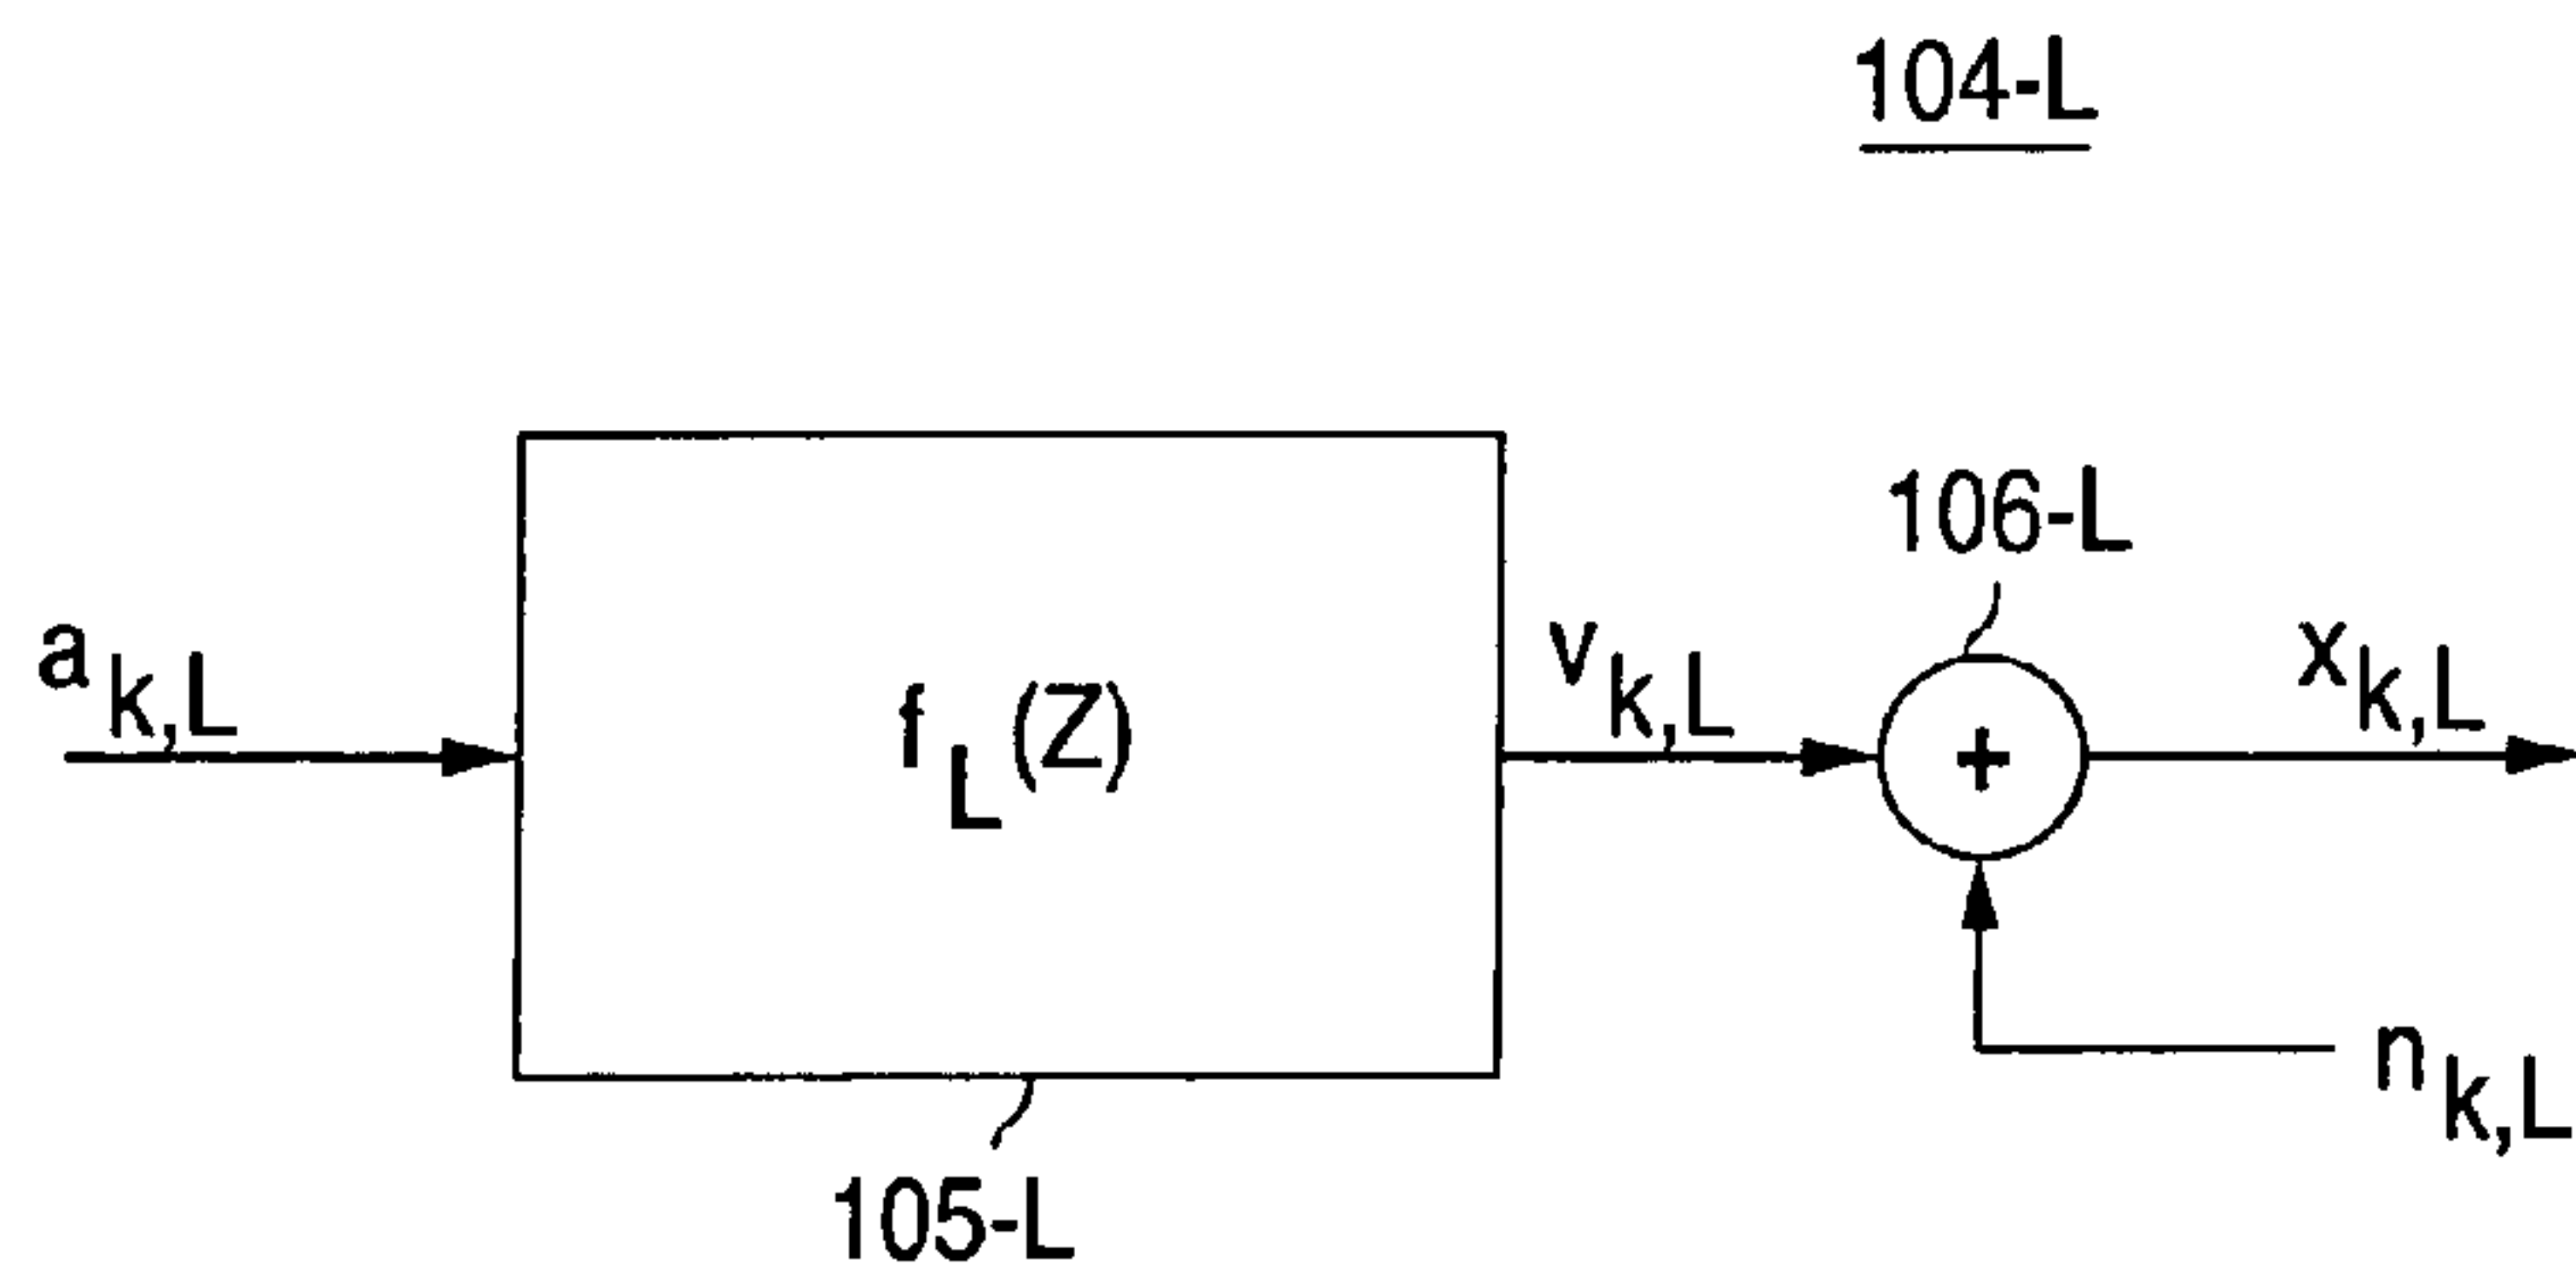 104-L
106-L
a k,L
f L (Z)
v k,L
+
x k,L
n k,L
105-L